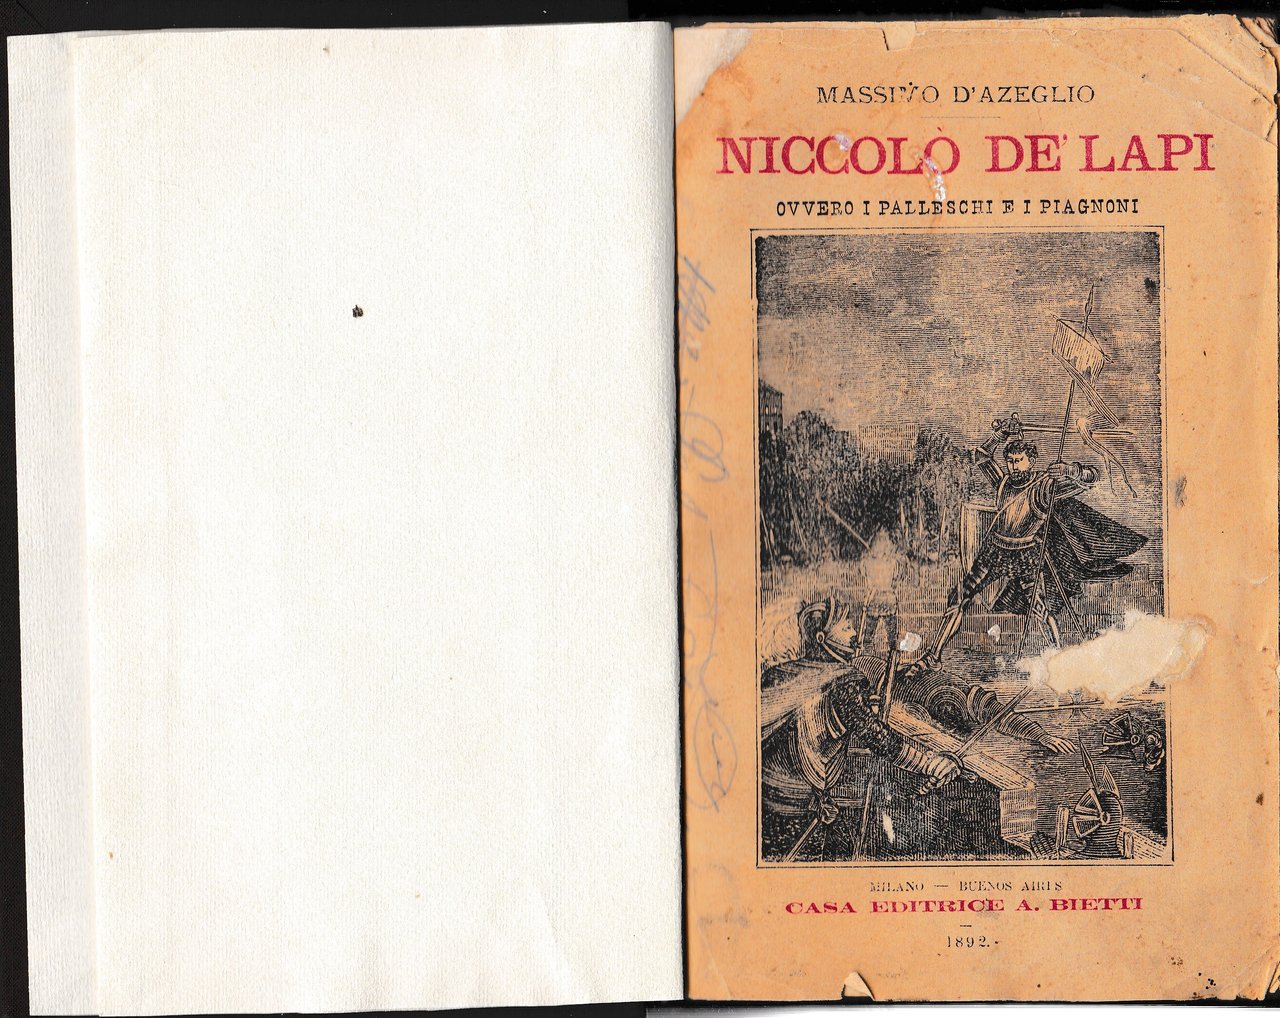 MASSIMO D'AZEGLIO
NICCOLÒ DE' LAPI
OVVERO I PALLESCHI E I PIAGNONI
MILANO — BUENOS AIRES
CASA EDITRICE A. BIETTI
1892.